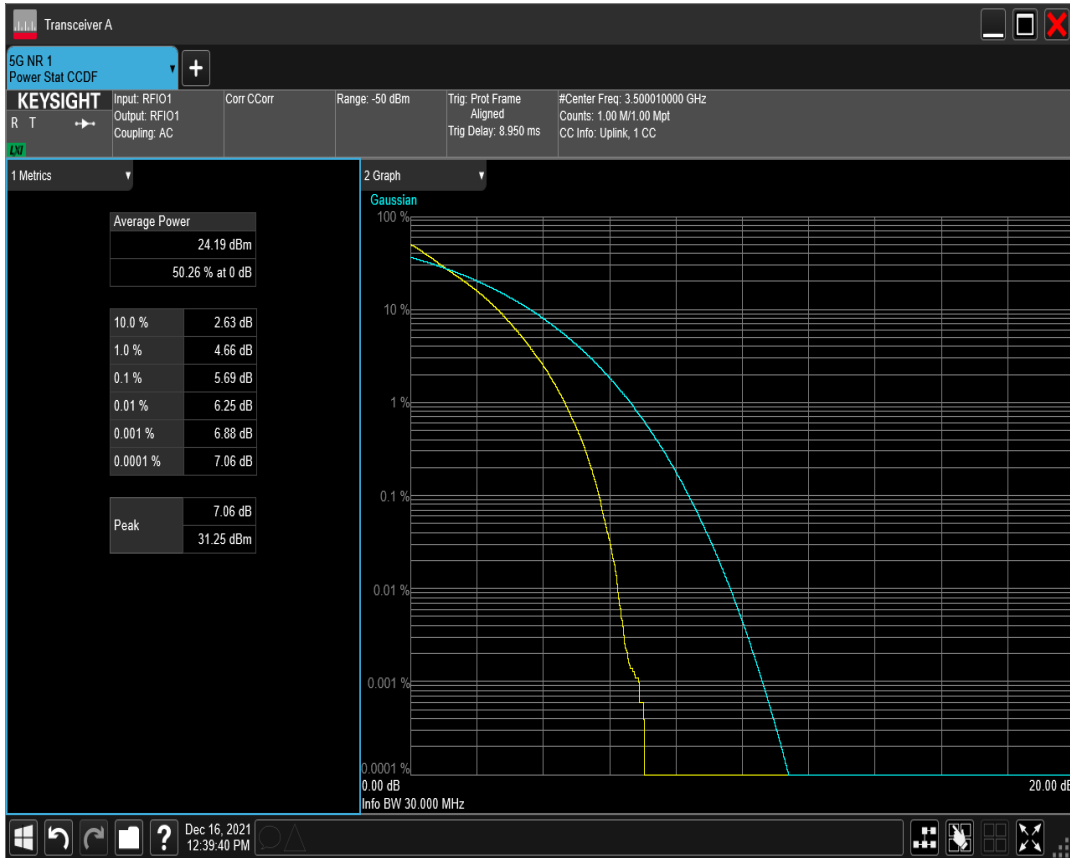 Transceiver A
5G NR 1
Power Stat CCDF
+
KEYSIGHT
R T
LXI
Input: RFIO1
Output: RFIO1
Coupling: AC
Corr CCorr
Range: -50 dBm
Trig: Prot Frame
Aligned
Trig Delay: 8.950 ms
#Center Freq: 3.500010000 GHz
Counts: 1.00 M/1.00 Mpt
CC Info: Uplink, 1 CC
1 Metrics
Average Power
24.19 dBm
50.26 % at 0 dB
10.0 % 2.63 dB
1.0 % 4.66 dB
0.1 % 5.69 dB
0.01 % 6.25 dB
0.001 % 6.88 dB
0.0001 % 7.06 dB
Peak
7.06 dB
31.25 dBm
2 Graph
Gaussian
100 %
10 %
1 %
0.1 %
0.01 %
0.001 %
0.0001 %
0.00 dB 20.00 dB
Info BW 30.000 MHz
?
Dec 16, 2021
12:39:40 PM